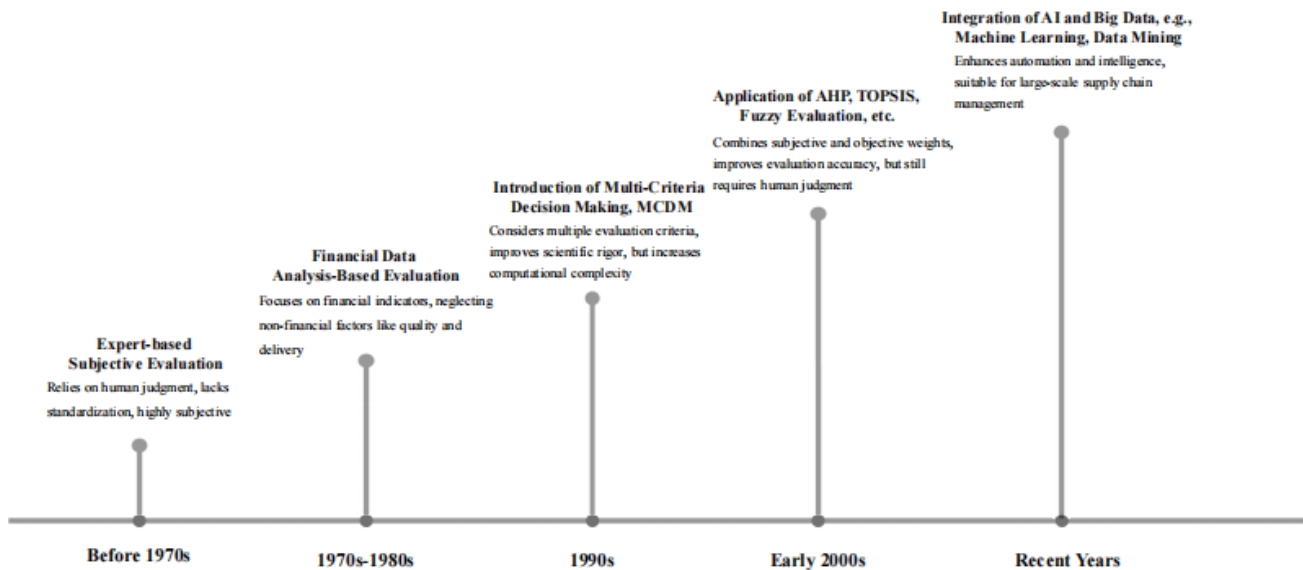 Expert-based
Subjective Evaluation
Relies on human judgment, lacks
standardization, highly subjective
Before 1970s
Financial Data
Analysis-Based Evaluation
Focuses on financial indicators, neglecting
non-financial factors like quality and
delivery
1970s-1980s
Introduction of Multi-Criteria
Decision Making, MCDM
Considers multiple evaluation criteria,
improves scientific rigor, but increases
computational complexity
1990s
Application of AHP, TOPSIS,
Fuzzy Evaluation, etc.
Combines subjective and objective weights,
improves evaluation accuracy, but still
requires human judgment
Early 2000s
Integration of AI and Big Data, e.g.,
Machine Learning, Data Mining
Enhances automation and intelligence,
suitable for large-scale supply chain
management
Recent Years